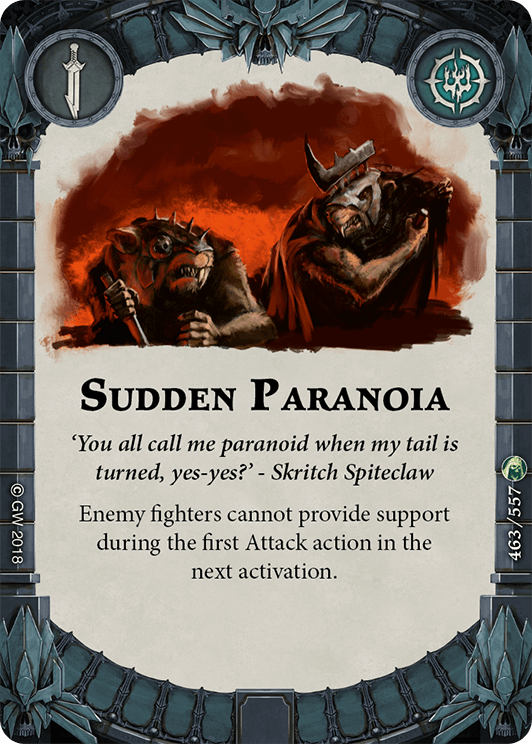 SUDDEN PARANOIA
‘You all call me paranoid when my tail is
turned, yes-yes?’ - Skritch Spiteclaw
Enemy fighters cannot provide support
during the first Attack action in the
next activation.
© GW 2018
463/557